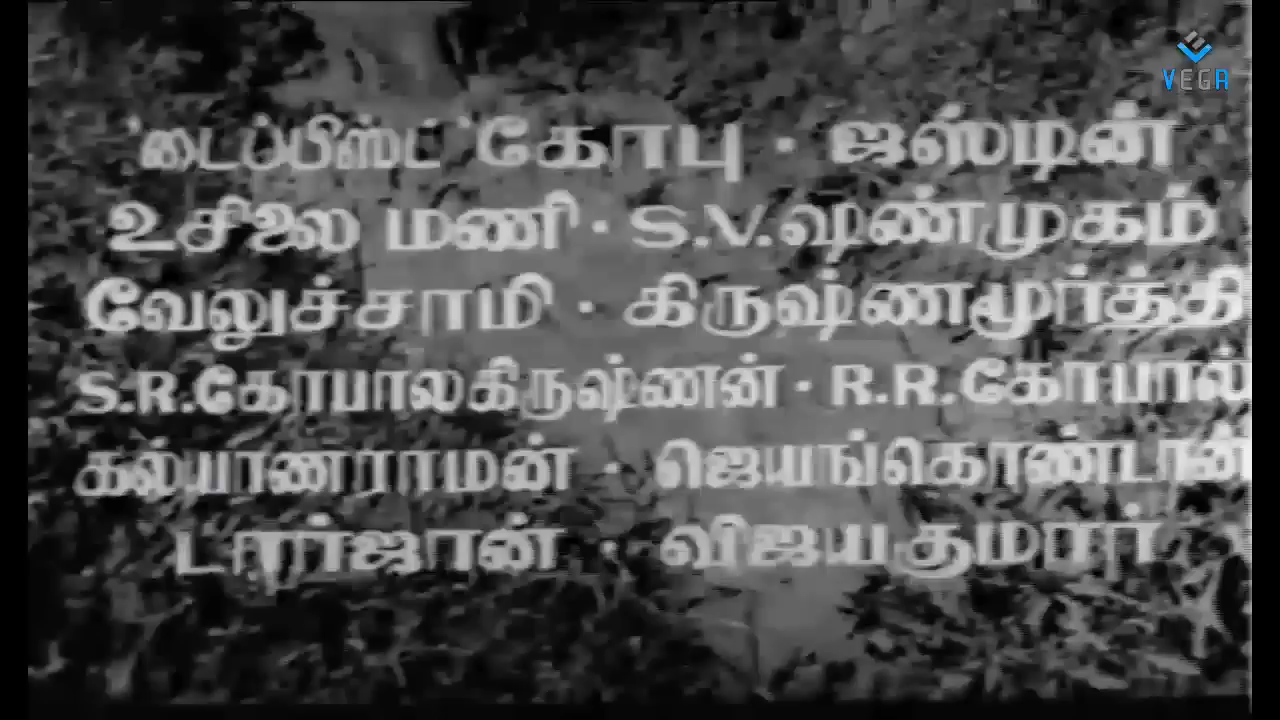 VEGA
'டைப்பிஸ்ட்' கோபு • ஜஸ்டின்
உசிலை மணி • S.V.ஷண்முகம்
வேலுச்சாமி • கிருஷ்ணமூர்த்தி
S.R.கோபாலகிருஷ்ணன் • R.R.கோபால்
கல்யாணராமன் • ஜெயங்கொண்டான்
டார்ஜான் • விஜயகுமார்